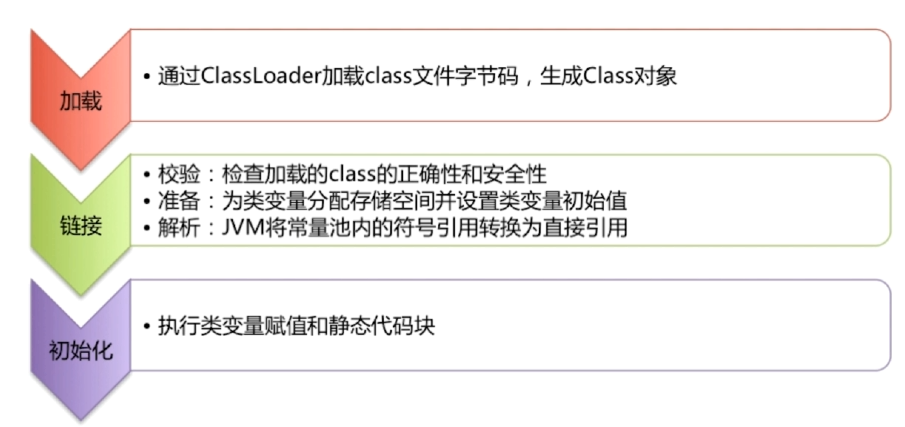 加载
• 通过ClassLoader加载class文件字节码，生成Class对象
链接
• 校验：检查加载的class的正确性和安全性
• 准备：为类变量分配存储空间并设置类变量初始值
• 解析：JVM将常量池内的符号引用转换为直接引用
初始化
• 执行类变量赋值和静态代码块